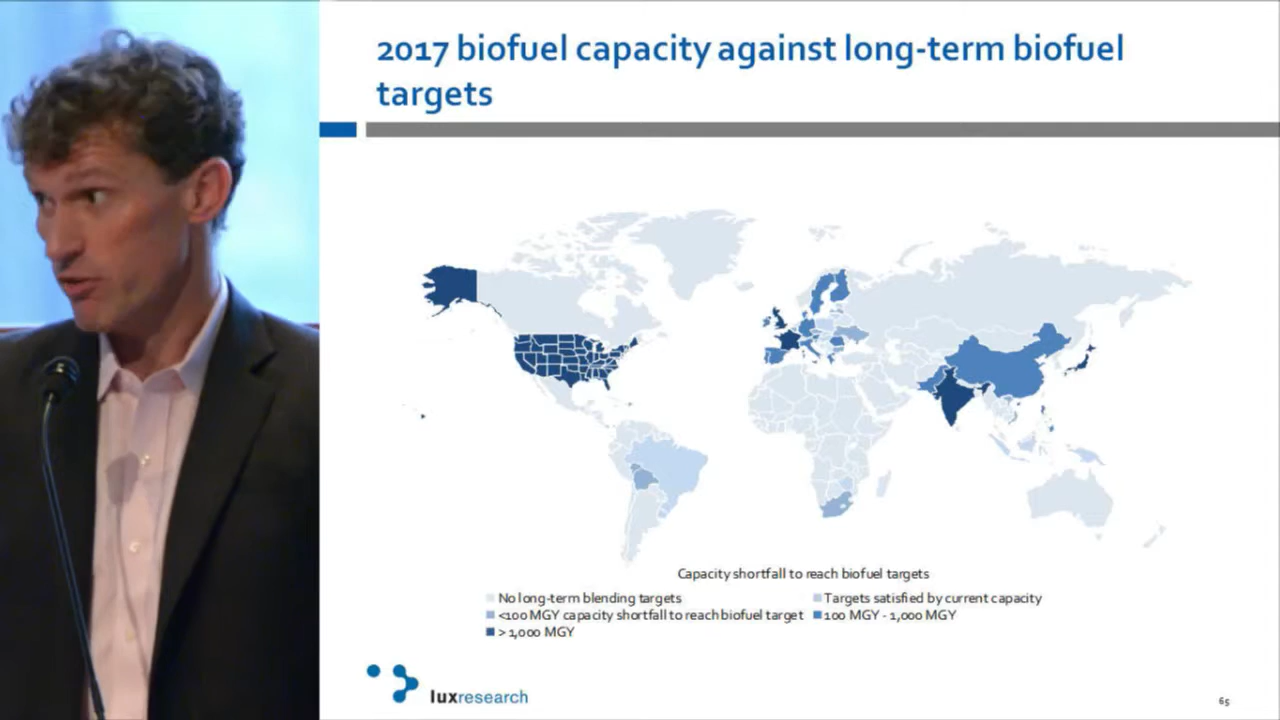 2017 biofuel capacity against long-term biofuel
targets
Capacity shortfall to reach biofuel targets
No long-term blending targets
Targets satisfied by current capacity
<100 MGY capacity shortfall to reach biofuel target
100 MGY - 1,000 MGY
> 1,000 MGY
luxresearch
65